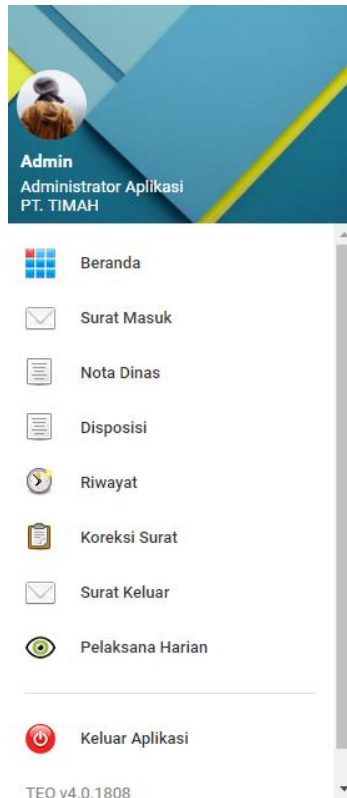 Admin
Administrator Aplikasi
PT. TIMAH
Beranda
Surat Masuk
Nota Dinas
Disposisi
Riwayat
Koreksi Surat
Surat Keluar
Pelaksana Harian
Keluar Aplikasi
TEO v4.0.1808